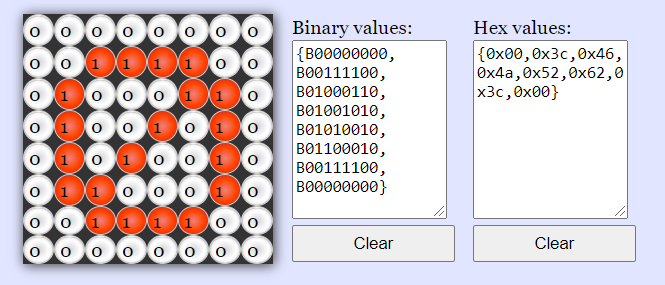 0 0 0 0 0 0 0 0
0 0 1 1 1 1 0 0
0 1 0 0 0 1 1 0
0 1 0 0 1 0 1 0
0 1 0 1 0 0 1 0
0 1 1 0 0 0 1 0
0 0 1 1 1 1 0 0
0 0 0 0 0 0 0 0
Binary values:
{B00000000,
B00111100,
B01000110,
B01001010,
B01010010,
B01100010,
B00111100,
B00000000}
Clear
Hex values:
{0x00,0x3c,0x46,
0x4a,0x52,0x62,0
x3c,0x00}
Clear